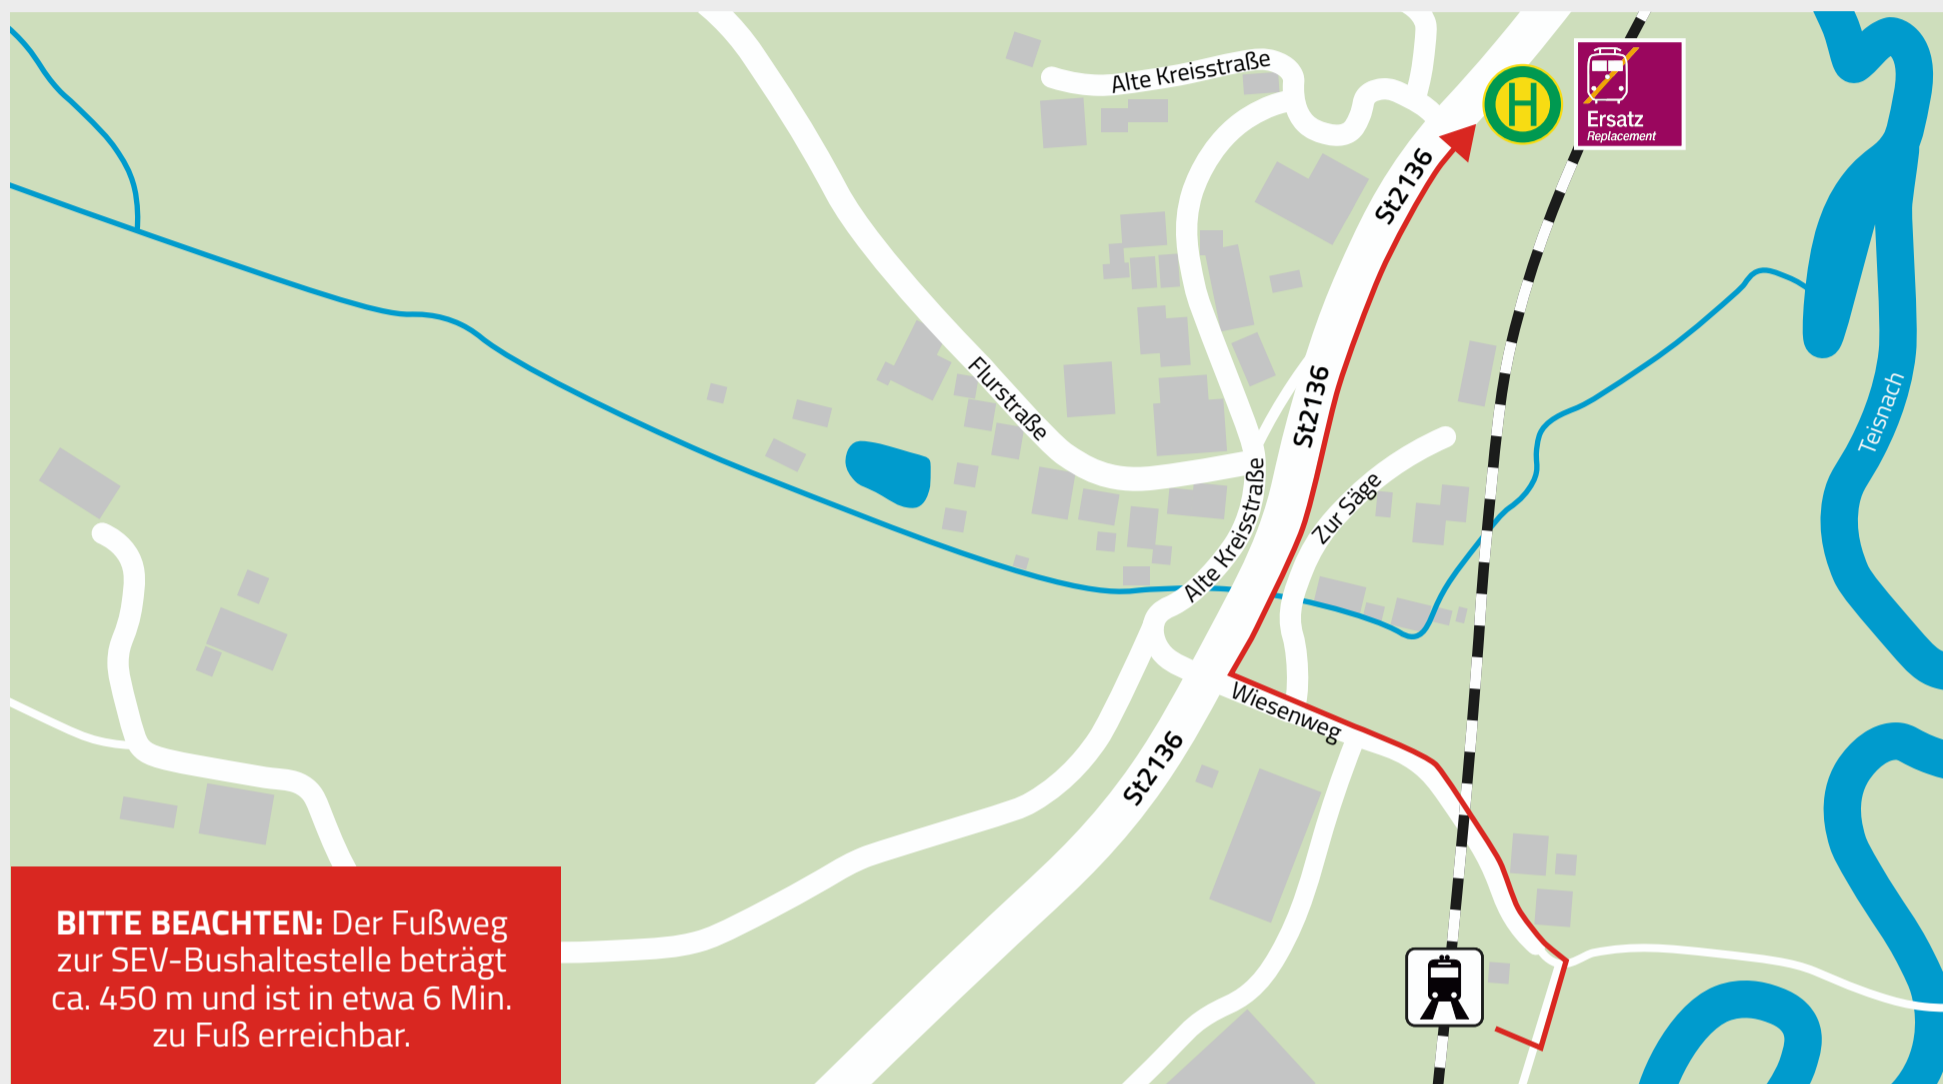 Alte Kreisstraße
H
Ersatz
Replacement
St2136
Flurstraße
St2136
Teisnach
Alte Kreisstraße
Zur Säge
Wiesenweg
St2136
BITTE BEACHTEN: Der Fußweg
zur SEV-Bushaltestelle beträgt
ca. 450 m und ist in etwa 6 Min.
zu Fuß erreichbar.